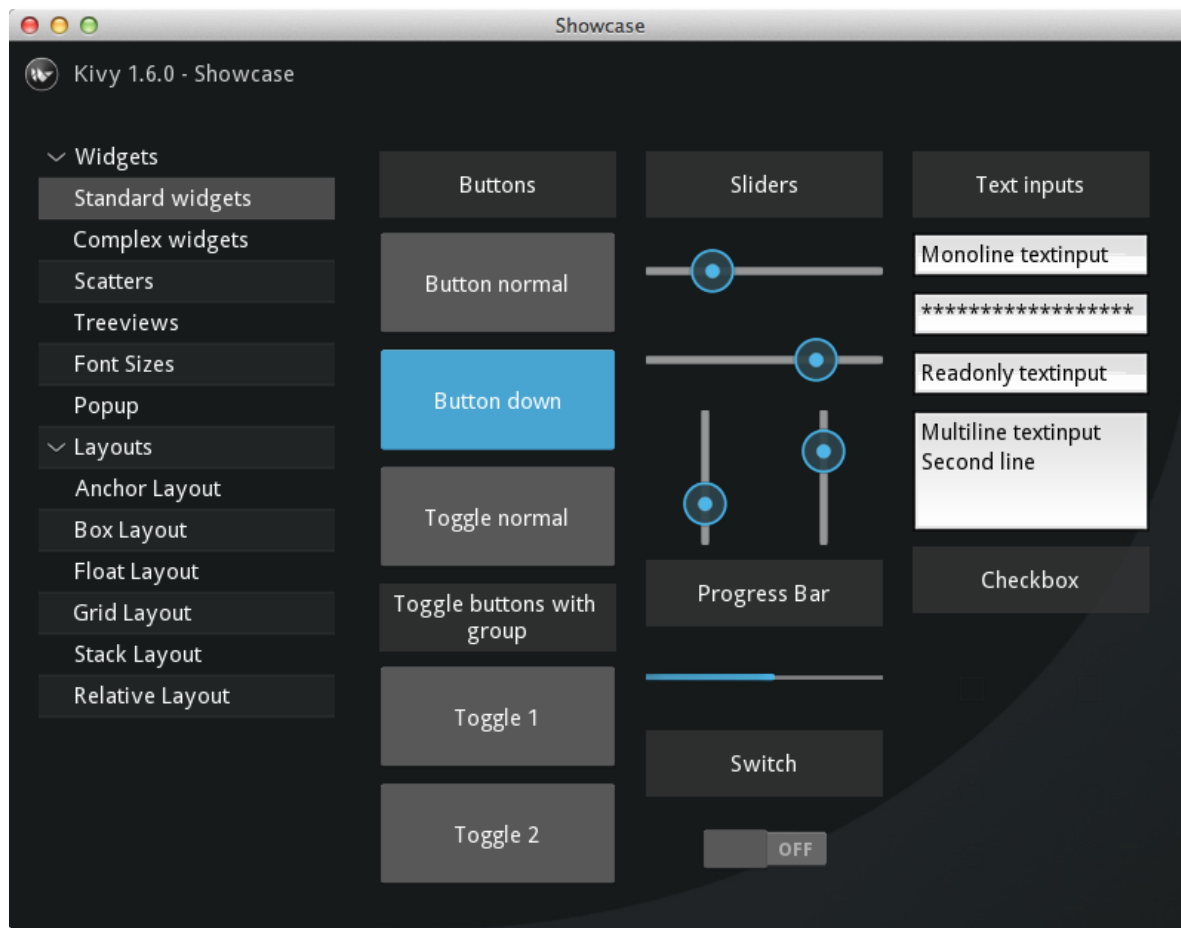 Showcase
Kivy 1.6.0 - Showcase
Widgets
Standard widgets
Complex widgets
Scatters
Treeviews
Font Sizes
Popup
Layouts
Anchor Layout
Box Layout
Float Layout
Grid Layout
Stack Layout
Relative Layout
Buttons
Button normal
Button down
Toggle normal
Toggle buttons with
group
Toggle 1
Toggle 2
Sliders
Progress Bar
Switch
OFF
Text inputs
Monoline textinput
******************
Readonly textinput
Multiline textinput
Second line
Checkbox